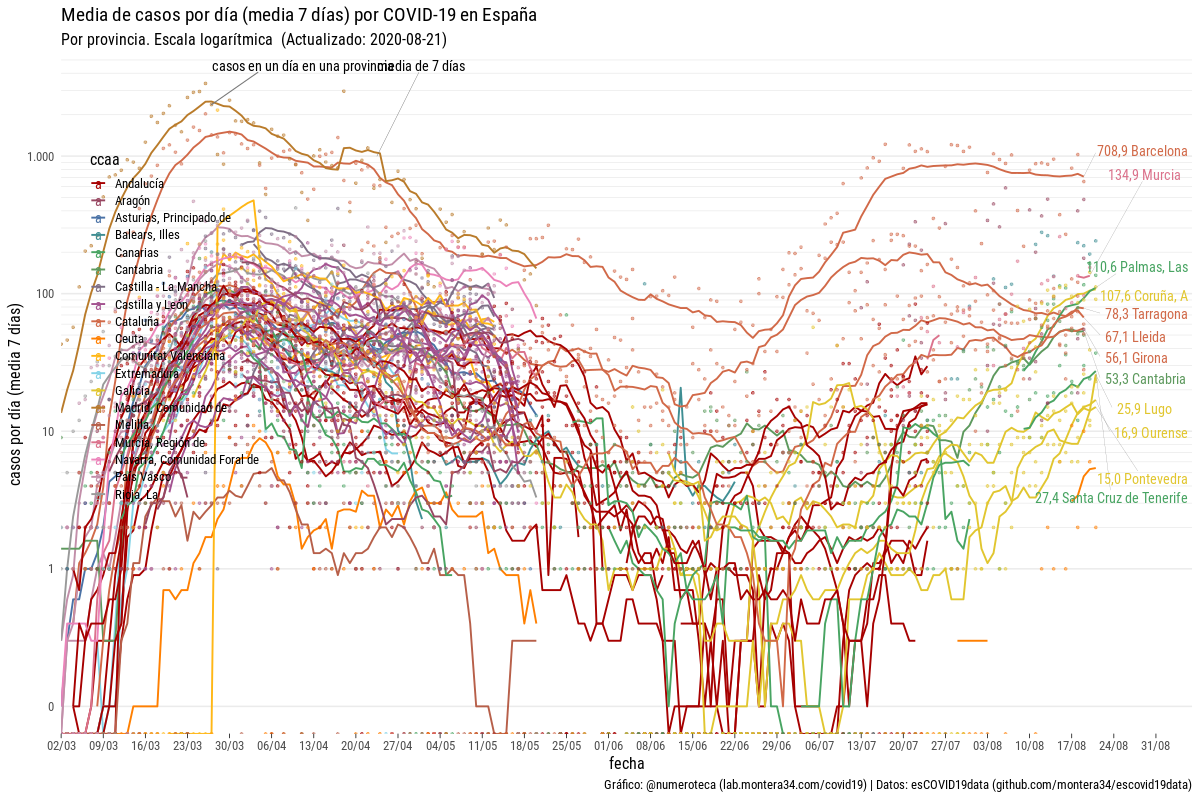 Media de casos por día (media 7 días) por COVID-19 en España
Por provincia. Escala logarítmica  (Actualizado: 2020-08-21)
casos en un día en una provincia
media de 7 días
casos por día (media 7 días)
1.000
100
10
1
0
ccaa
Andalucía
Aragón
Asturias, Principado de
Balears, Illes
Canarias
Cantabria
Castilla - La Mancha
Castilla y León
Cataluña
Ceuta
Comunitat Valenciana
Extremadura
Galicia
Madrid, Comunidad de
Melilla
Murcia, Región de
Navarra, Comunidad Foral de
País Vasco
Rioja, La
708,9 Barcelona
134,9 Murcia
110,6 Palmas, Las
107,6 Coruña, A
78,3 Tarragona
67,1 Lleida
56,1 Girona
53,3 Cantabria
25,9 Lugo
16,9 Ourense
15,0 Pontevedra
27,4 Santa Cruz de Tenerife
02/03 09/03 16/03 23/03 30/03 06/04 13/04 20/04 27/04 04/05 11/05 18/05 25/05 01/06 08/06 15/06 22/06 29/06 06/07 13/07 20/07 27/07 03/08 10/08 17/08 24/08 31/08
fecha
Gráfico: @numeroteca (lab.montera34.com/covid19) | Datos: esCOVID19data (github.com/montera34/escovid19data)